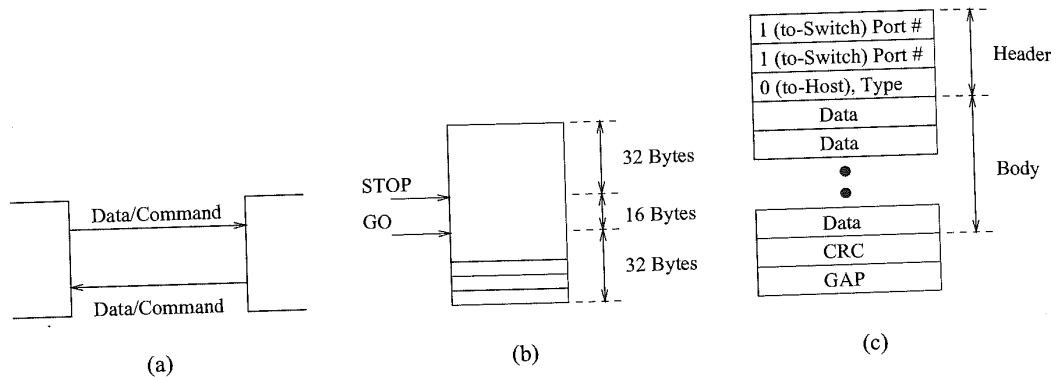 Data/Command
Data/Command
(a)
STOP
GO
32 Bytes
16 Bytes
32 Bytes
(b)
1 (to-Switch) Port #
1 (to-Switch) Port #
0 (to-Host), Type
Data
Data
Data
CRC
GAP
Header
Body
(c)